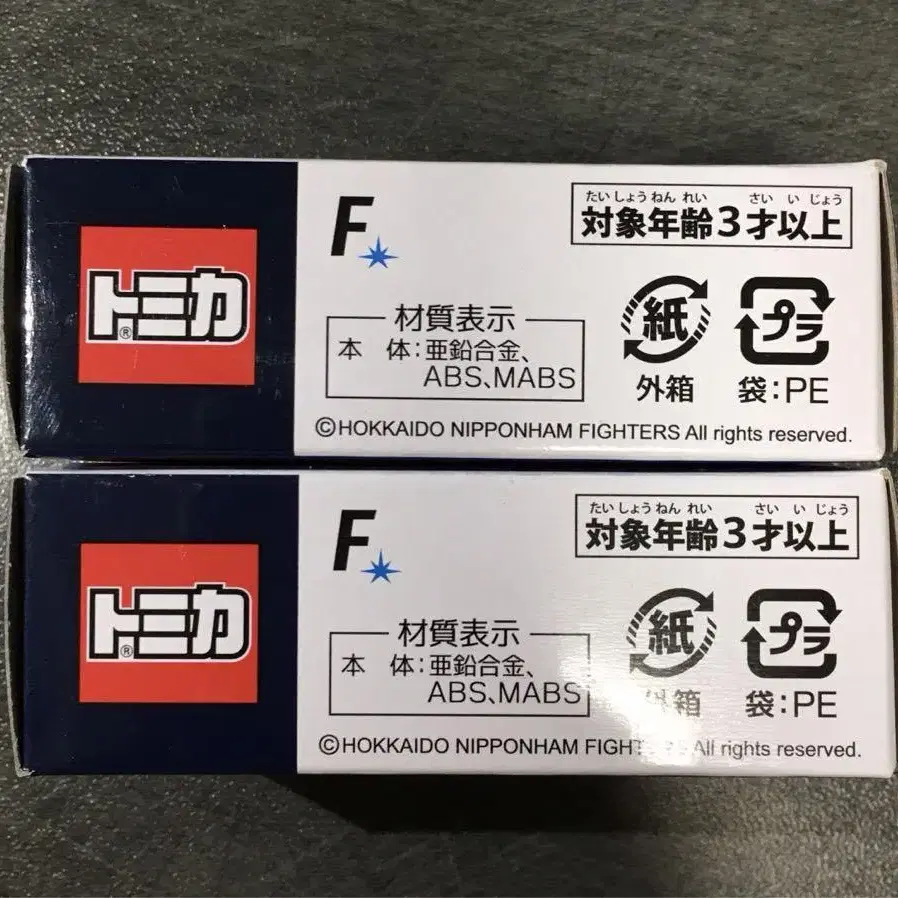 トミカ®
F
たいしょうねんれい さいいじょう
対象年齢3才以上
材質表示
本 体:亜鉛合金、
ABS、MABS
紙
外箱
プラ
袋:PE
©HOKKAIDO NIPPONHAM FIGHTERS All rights reserved.
トミカ®
F
たいしょうねんれい さいいじょう
対象年齢3才以上
材質表示
本 体:亜鉛合金、
ABS、MABS
紙
外箱
プラ
袋:PE
©HOKKAIDO NIPPONHAM FIGHTERS All rights reserved.